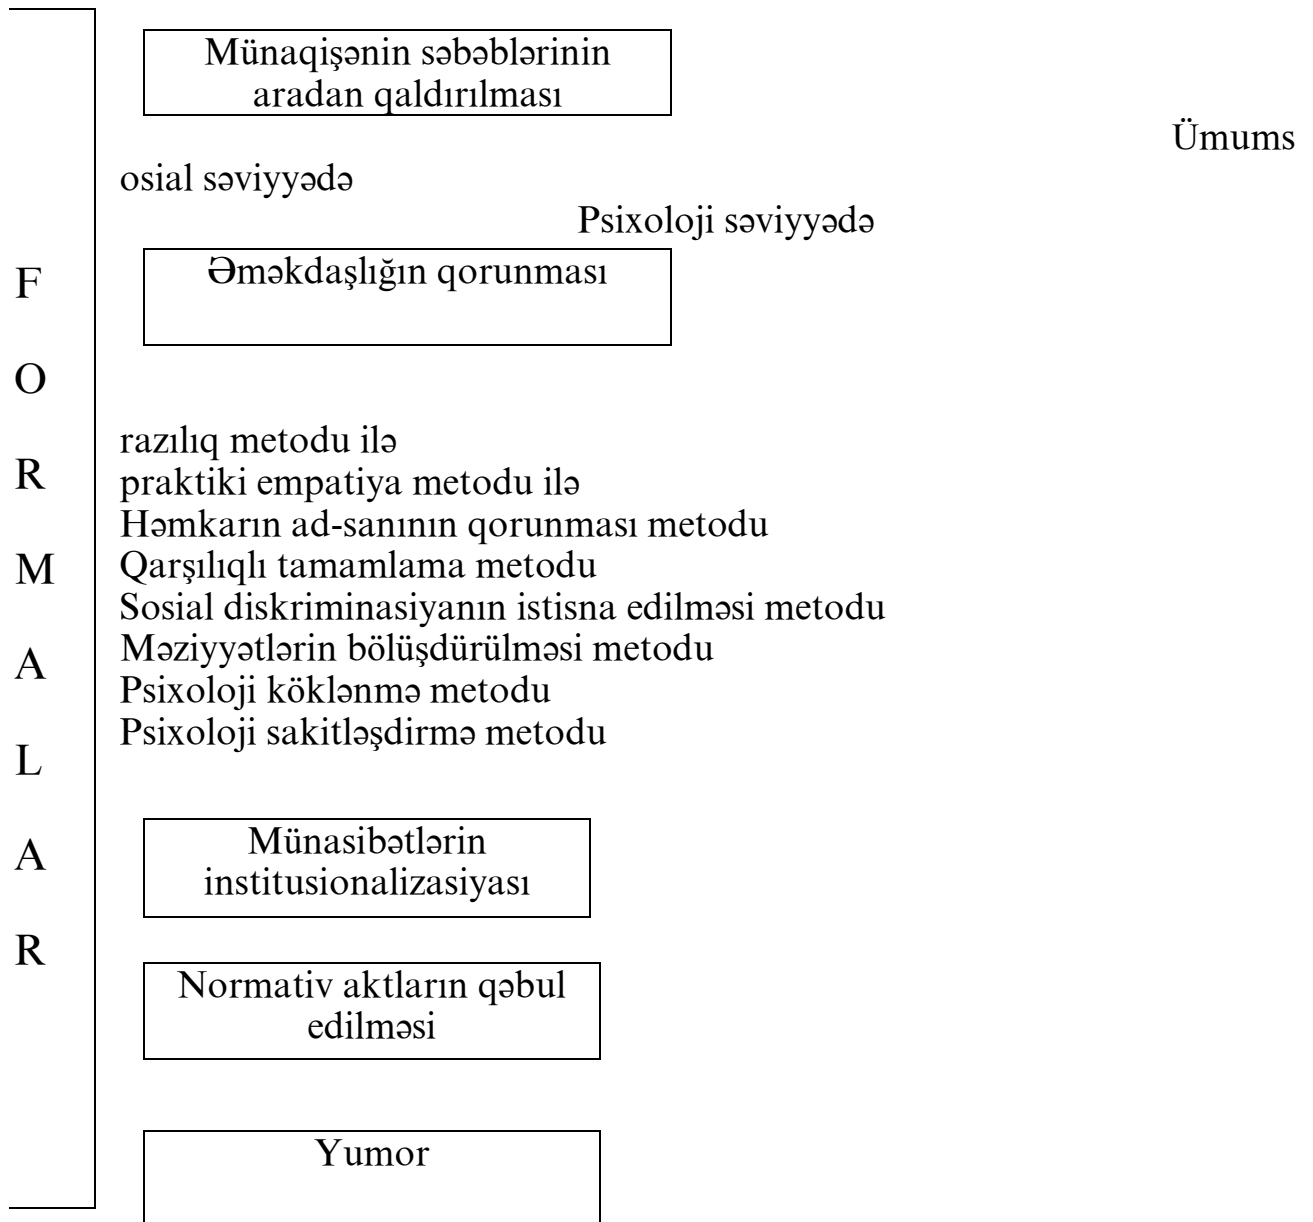 F
O
R
M
A
L
A
R
Münaqişənin səbəblərinin
aradan qaldırılması
Ümums
osial səviyyədə
Psixoloji səviyyədə
Əməkdaşlığın qorunması
razılıq metodu ilə
praktiki empatiya metodu ilə
Həmkarın ad-sanının qorunması metodu
Qarşılıqlı tamamlama metodu
Sosial diskriminasiyanın istisna edilməsi metodu
Məziyyətlərin bölüşdürülməsi metodu
Psixoloji köklənmə metodu
Psixoloji sakitləşdirmə metodu
Münasibətlərin
institusionalizasiyası
Normativ aktların qəbul
edilməsi
Yumor